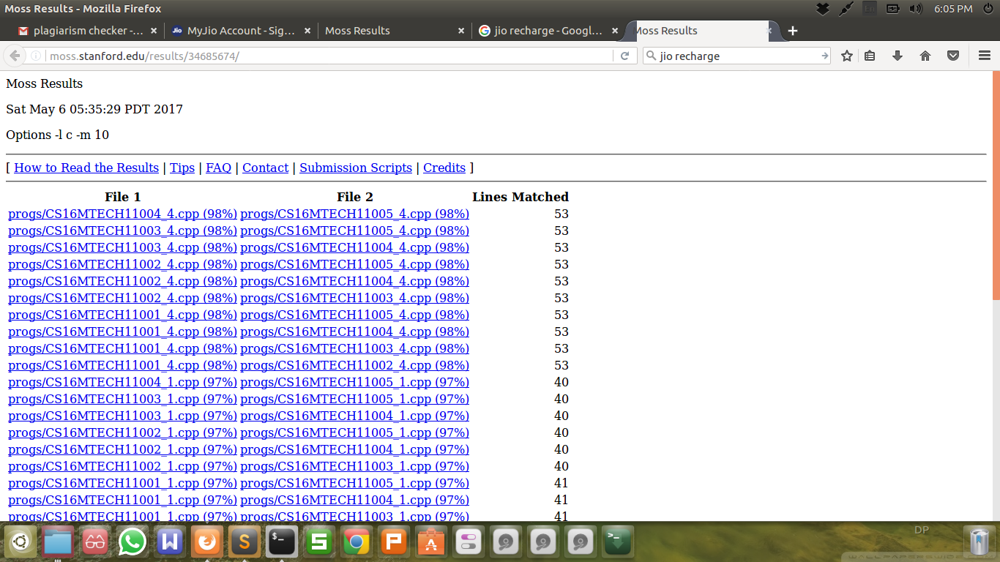 Moss Results - Mozilla Firefox
6:05 PM
plagiarism checker -...
MyJio Account - Sig...
Moss Results
jio recharge - Googl...
Moss Results
moss.stanford.edu/results/34685674/
jio recharge
Moss Results
Sat May 6 05:35:29 PDT 2017
Options -l c -m 10
[ How to Read the Results | Tips | FAQ | Contact | Submission Scripts | Credits ]
File 1 File 2 Lines Matched
progs/CS16MTECH11004_4.cpp (98%) progs/CS16MTECH11005_4.cpp (98%) 53
progs/CS16MTECH11003_4.cpp (98%) progs/CS16MTECH11005_4.cpp (98%) 53
progs/CS16MTECH11003_4.cpp (98%) progs/CS16MTECH11004_4.cpp (98%) 53
progs/CS16MTECH11002_4.cpp (98%) progs/CS16MTECH11005_4.cpp (98%) 53
progs/CS16MTECH11002_4.cpp (98%) progs/CS16MTECH11004_4.cpp (98%) 53
progs/CS16MTECH11002_4.cpp (98%) progs/CS16MTECH11003_4.cpp (98%) 53
progs/CS16MTECH11001_4.cpp (98%) progs/CS16MTECH11005_4.cpp (98%) 53
progs/CS16MTECH11001_4.cpp (98%) progs/CS16MTECH11004_4.cpp (98%) 53
progs/CS16MTECH11001_4.cpp (98%) progs/CS16MTECH11003_4.cpp (98%) 53
progs/CS16MTECH11001_4.cpp (98%) progs/CS16MTECH11002_4.cpp (98%) 53
progs/CS16MTECH11004_1.cpp (97%) progs/CS16MTECH11005_1.cpp (97%) 40
progs/CS16MTECH11003_1.cpp (97%) progs/CS16MTECH11005_1.cpp (97%) 40
progs/CS16MTECH11003_1.cpp (97%) progs/CS16MTECH11004_1.cpp (97%) 40
progs/CS16MTECH11002_1.cpp (97%) progs/CS16MTECH11005_1.cpp (97%) 40
progs/CS16MTECH11002_1.cpp (97%) progs/CS16MTECH11004_1.cpp (97%) 40
progs/CS16MTECH11002_1.cpp (97%) progs/CS16MTECH11003_1.cpp (97%) 40
progs/CS16MTECH11001_1.cpp (97%) progs/CS16MTECH11005_1.cpp (97%) 41
progs/CS16MTECH11001_1.cpp (97%) progs/CS16MTECH11004_1.cpp (97%) 41
progs/CS16MTECH11001_1.cpp (97%) progs/CS16MTECH11003_1.cpp (97%) 41
DP